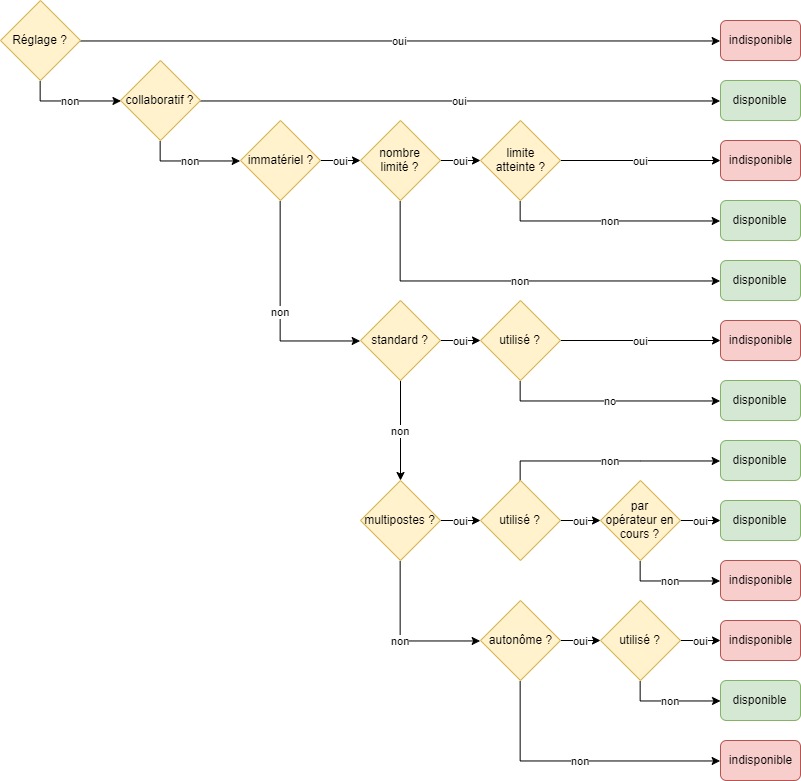 Réglage ?
oui
indisponible
non
collaboratif ?
oui
disponible
non
immatériel ?
oui
nombre
limité ?
oui
limite
atteinte ?
oui
indisponible
non
disponible
non
disponible
non
standard ?
oui
utilisé ?
oui
indisponible
no
disponible
non
non
disponible
multipostes ?
oui
utilisé ?
oui
par
opérateur en
cours ?
oui
disponible
non
indisponible
non
autonôme ?
oui
utilisé ?
oui
indisponible
non
disponible
non
indisponible